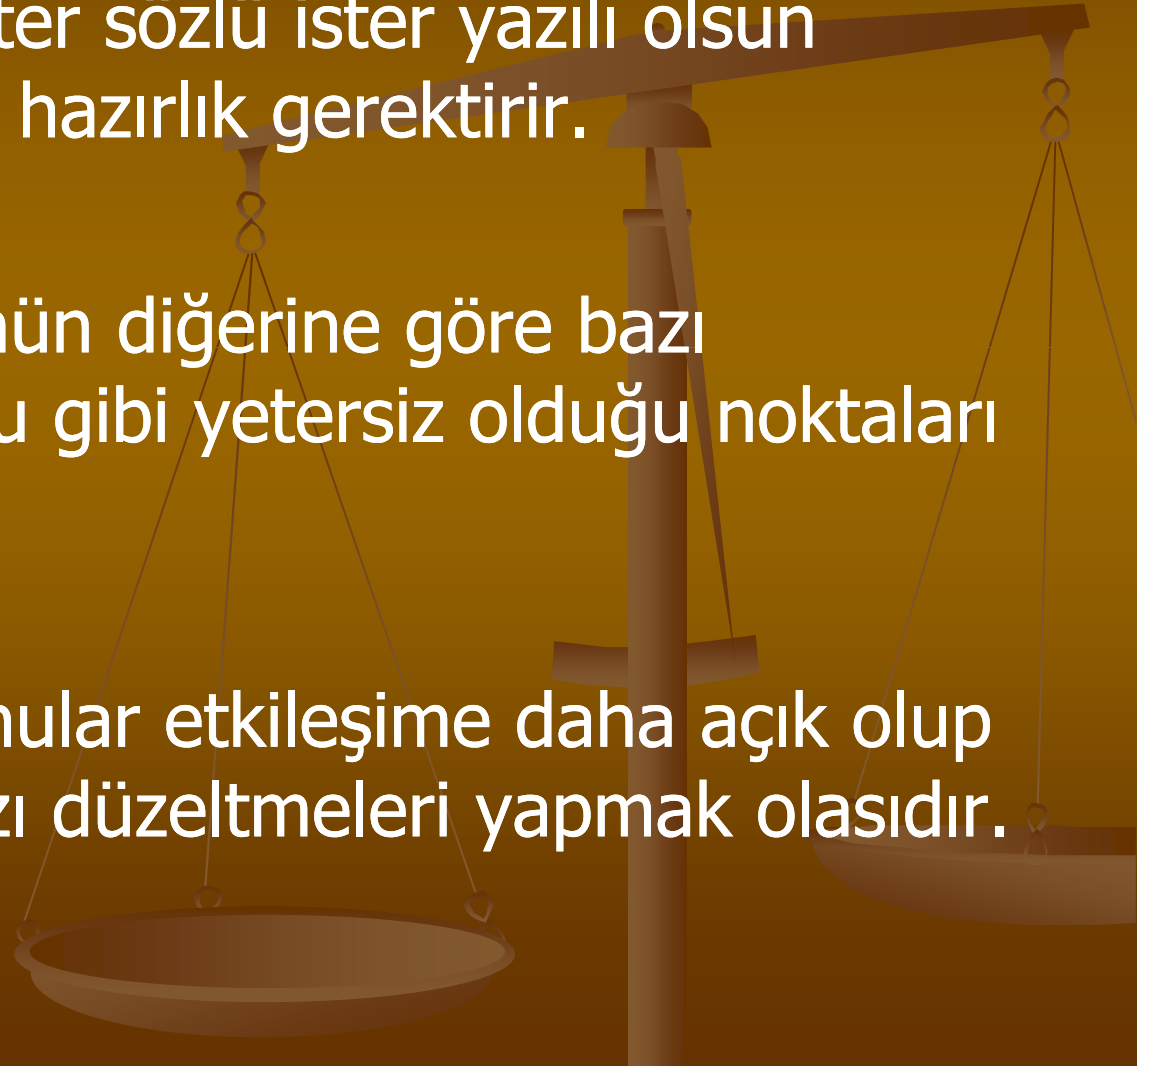 ter sözlü ister yazılı olsun
hazırlık gerektirir.
nün diğerine göre bazı
u gibi yetersiz olduğu noktaları
nular etkileşime daha açık olup
zı düzeltmeleri yapmak olasıdır.